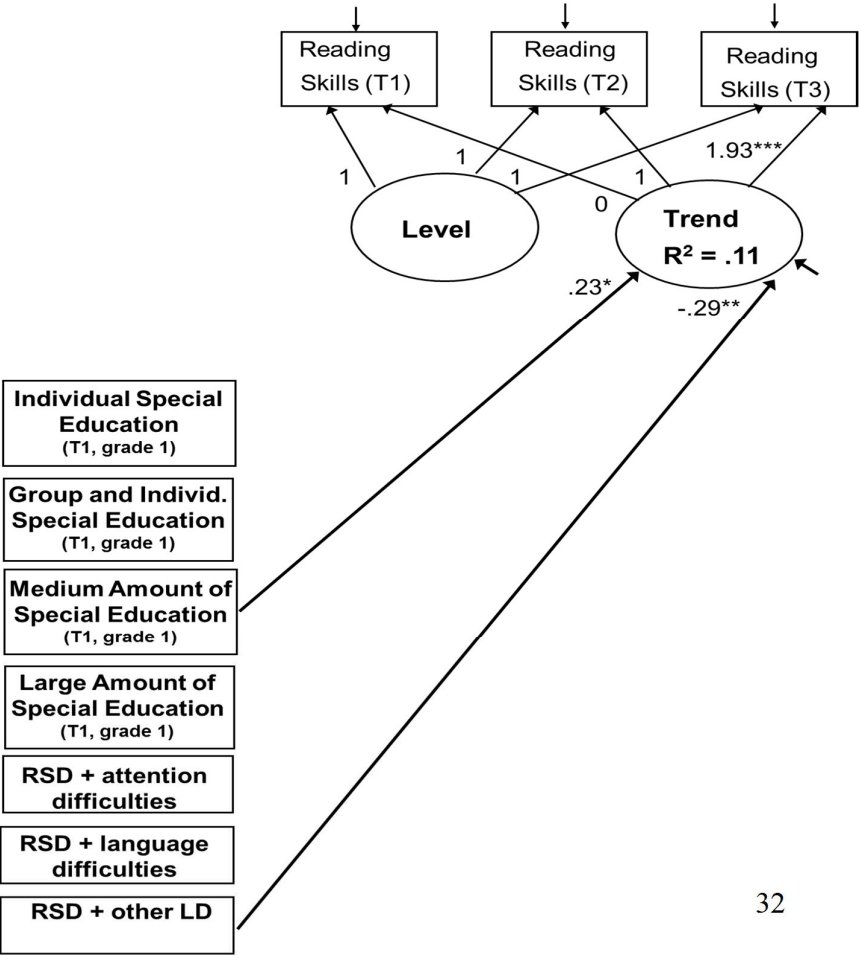 Reading
Skills (T1)
Reading
Skills (T2)
Reading
Skills (T3)
1
1
1
0
1
1.93***
Level
Trend
R² = .11
.23*
-.29**
Individual Special
Education
(T1, grade 1)
Group and Individ.
Special Education
(T1, grade 1)
Medium Amount of
Special Education
(T1, grade 1)
Large Amount of
Special Education
(T1, grade 1)
RSD + attention
difficulties
RSD + language
difficulties
RSD + other LD
32